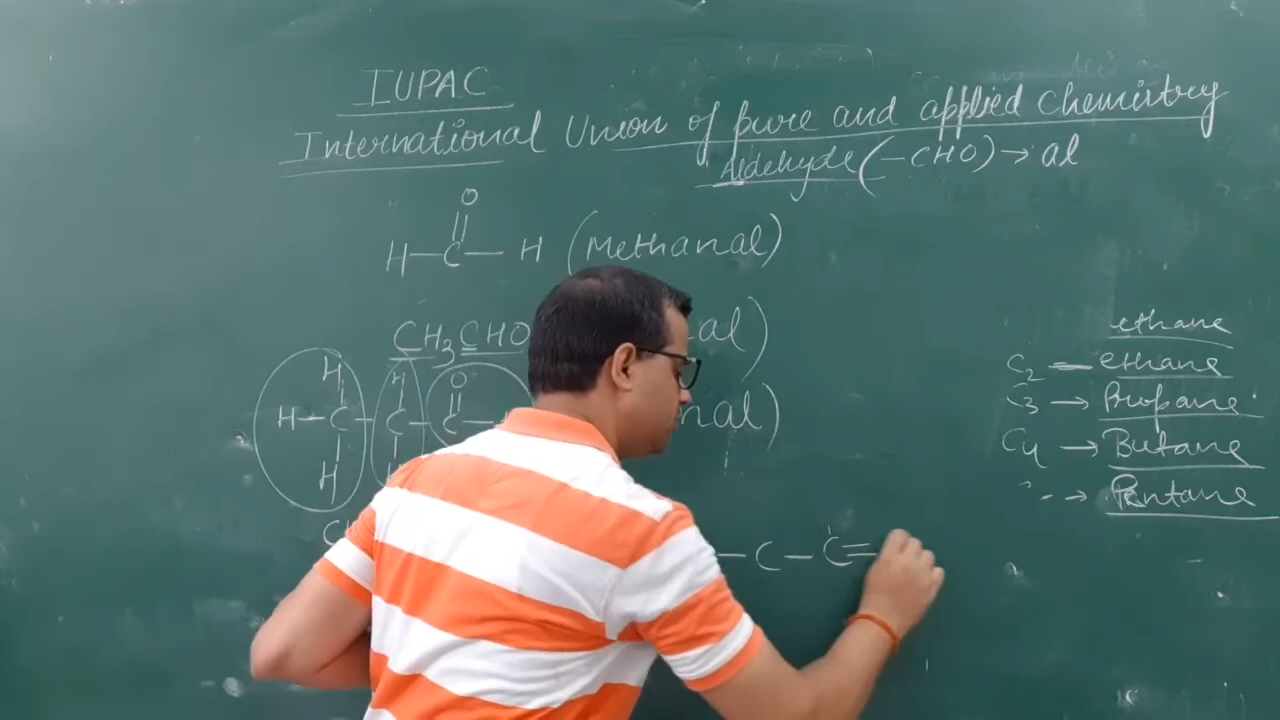 IUPAC
International Union of pure and applied Chemistry
Aldehyde (-CHO) → al
O
||
H—C—H (Methanal)
CH3CHO al)
H H O
|| 
H—C—C—C— nal)
H
— C — C =
ethane
C2 = ethane
C3 → Propane
C4 → Butane
→ Pentane